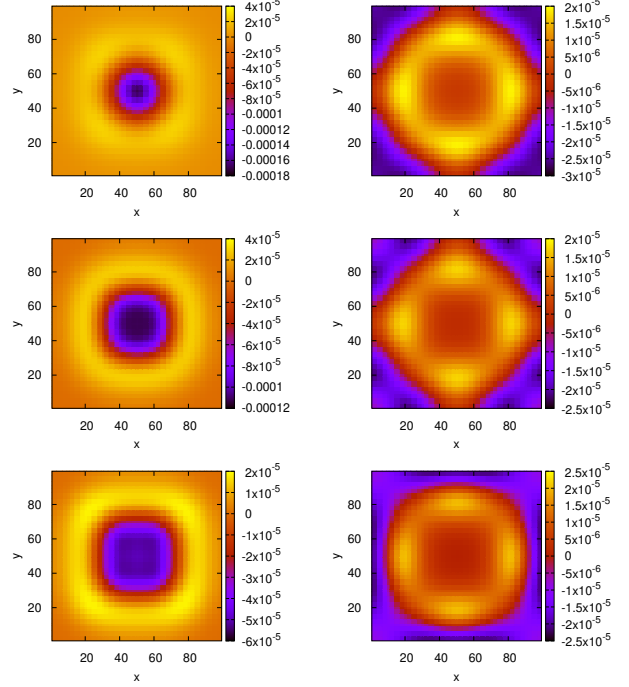 80
60
40
20
y
20 40 60 80
x
4x10⁻⁵
2x10⁻⁵
0
-2x10⁻⁵
-4x10⁻⁵
-6x10⁻⁵
-8x10⁻⁵
-0.0001
-0.00012
-0.00014
-0.00016
-0.00018
80
60
40
20
y
20 40 60 80
x
2x10⁻⁵
1.5x10⁻⁵
1x10⁻⁵
5x10⁻⁶
0
-5x10⁻⁶
-1x10⁻⁵
-1.5x10⁻⁵
-2x10⁻⁵
-2.5x10⁻⁵
-3x10⁻⁵
80
60
40
20
y
20 40 60 80
x
4x10⁻⁵
2x10⁻⁵
0
-2x10⁻⁵
-4x10⁻⁵
-6x10⁻⁵
-8x10⁻⁵
-0.0001
-0.00012
80
60
40
20
y
20 40 60 80
x
2x10⁻⁵
1.5x10⁻⁵
1x10⁻⁵
5x10⁻⁶
0
-5x10⁻⁶
-1x10⁻⁵
-1.5x10⁻⁵
-2x10⁻⁵
-2.5x10⁻⁵
80
60
40
20
y
20 40 60 80
x
2x10⁻⁵
1x10⁻⁵
0
-1x10⁻⁵
-2x10⁻⁵
-3x10⁻⁵
-4x10⁻⁵
-5x10⁻⁵
-6x10⁻⁵
80
60
40
20
y
20 40 60 80
x
2.5x10⁻⁵
2x10⁻⁵
1.5x10⁻⁵
1x10⁻⁵
5x10⁻⁶
0
-5x10⁻⁶
-1x10⁻⁵
-1.5x10⁻⁵
-2x10⁻⁵
-2.5x10⁻⁵